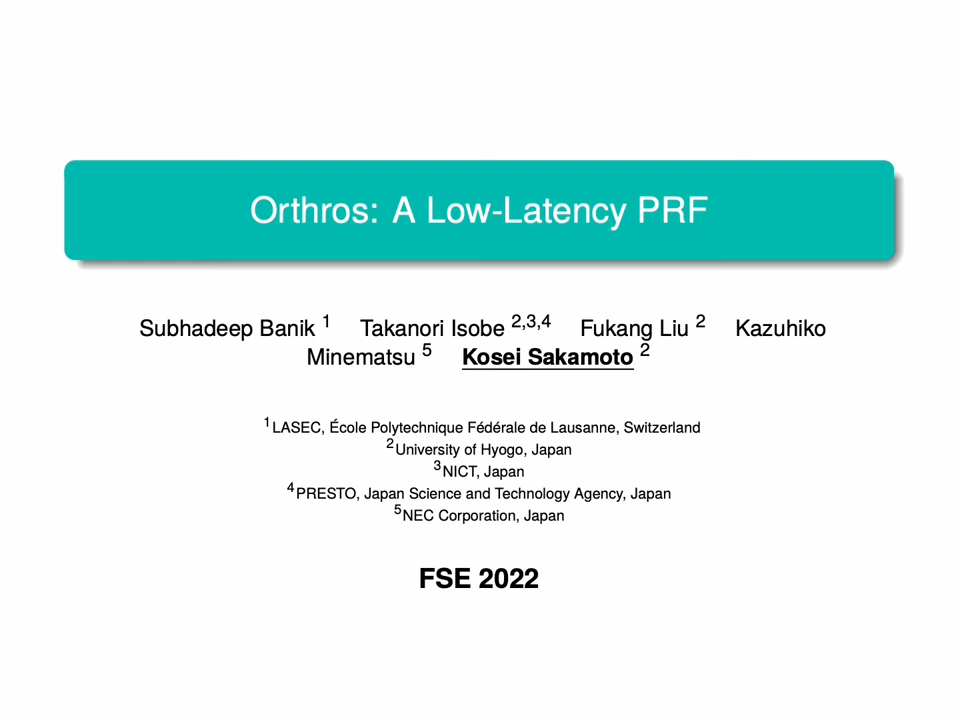 Orthros: A Low-Latency PRF
Subhadeep Banik 1 Takanori Isobe 2,3,4 Fukang Liu 2 Kazuhiko
Minematsu 5 Kosei Sakamoto 2
1LASEC, École Polytechnique Fédérale de Lausanne, Switzerland
2University of Hyogo, Japan
3NICT, Japan
4PRESTO, Japan Science and Technology Agency, Japan
5NEC Corporation, Japan
FSE 2022